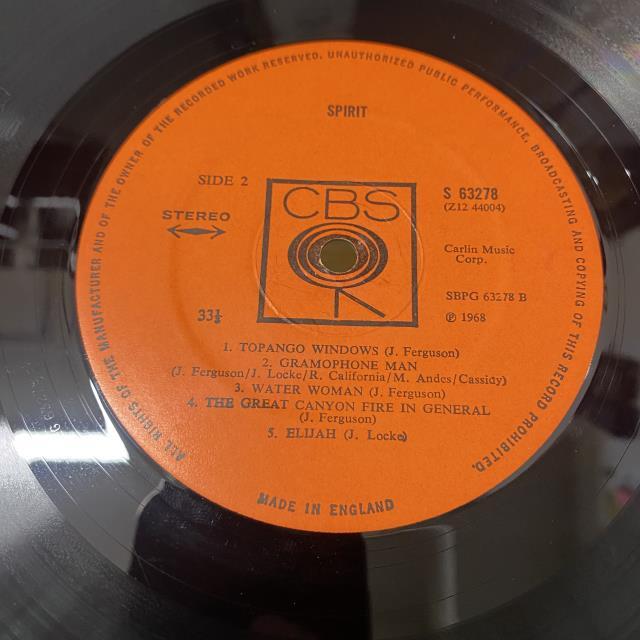 ALL RIGHTS OF THE MANUFACTURER AND OF THE OWNER OF THE RECORDED WORK RESERVED. UNAUTHORIZED PUBLIC PERFORMANCE, BROADCASTING AND COPYING OF THIS RECORD PROHIBITED.
SPIRIT
SIDE 2
STEREO
CBS
S 63278
(Z12 44004)
Carlin Music
Corp.
SBPG 63278 B
33⅓
℗ 1968
1. TOPANGO WINDOWS (J. Ferguson)
2. GRAMOPHONE MAN
(J. Ferguson/J. Locke/R. California/M. Andes/Cassidy)
3. WATER WOMAN (J. Ferguson)
4. THE GREAT CANYON FIRE IN GENERAL
(J. Ferguson)
5. ELIJAH (J. Locke)
MADE IN ENGLAND